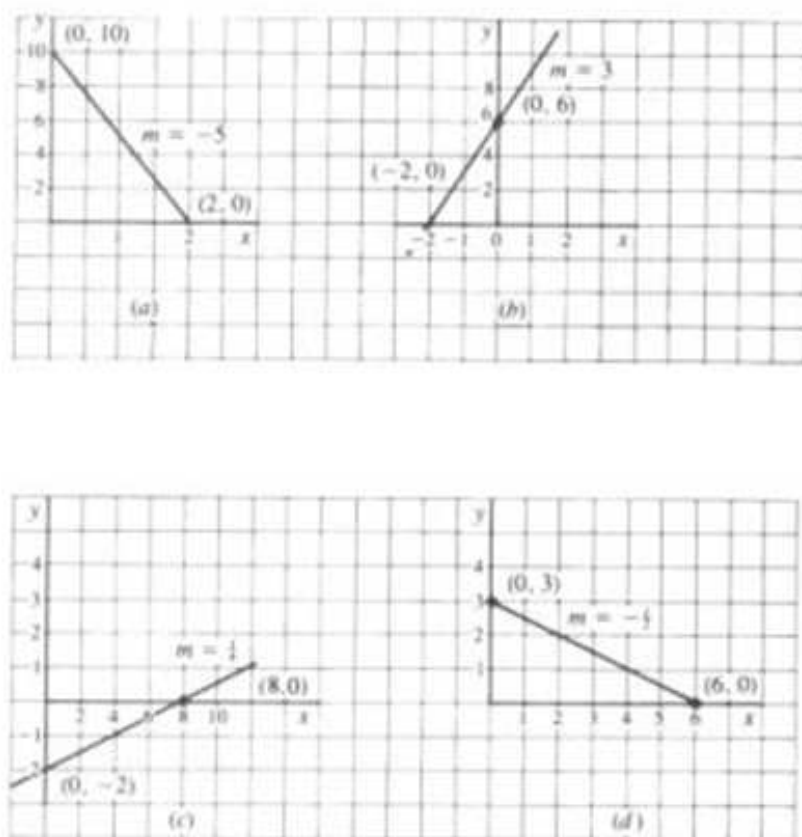 y
(0, 10)
10
8
6
4
2
m = −5
(2, 0)
1
2
x
(a)
y
m = 3
8
6
(0, 6)
(−2, 0)
2
−2 −1 0 1 2 x
(b)
y
4
3
2
1
m = ¼
(8,0)
2 4 6 8 10 x
−1
−2
(0, −2)
(c)
y
4
(0, 3)
3
2
1
(6, 0)
1 2 3 4 5 6 x
(d)